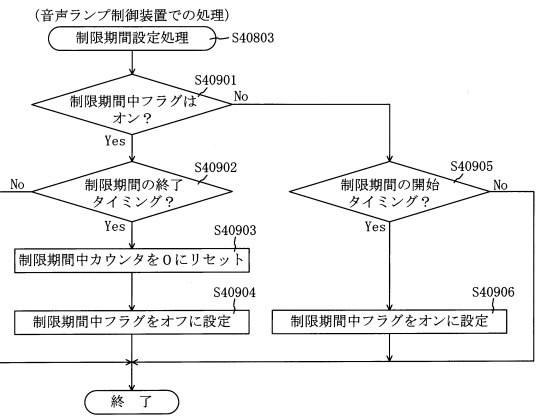 （音声ランプ制御装置での処理）
制限期間設定処理
S40803
S40901
制限期間中フラグは
オン？
No
Yes
S40902
制限期間の終了
タイミング？
No
Yes
S40905
制限期間の開始
タイミング？
No
Yes
S40903
制限期間中カウンタを０にリセット
S40904
制限期間中フラグをオフに設定
S40906
制限期間中フラグをオンに設定
終　了